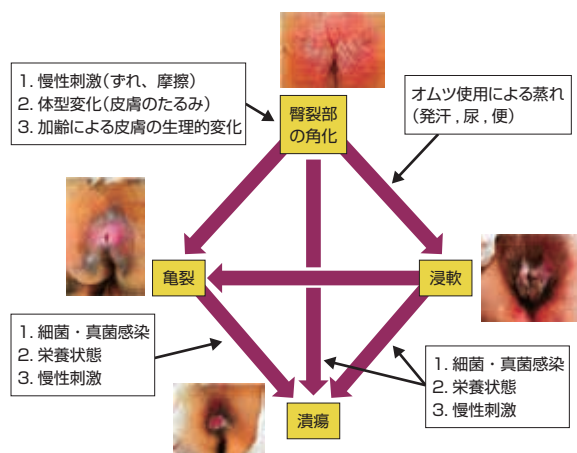 1. 慢性刺激(ずれ、摩擦)
2. 体型変化(皮膚のたるみ)
3. 加齢による皮膚の生理的変化
臀裂部
の角化
オムツ使用による蒸れ
(発汗 , 尿 , 便)
亀裂
浸軟
1. 細菌・真菌感染
2. 栄養状態
3. 慢性刺激
1. 細菌・真菌感染
2. 栄養状態
3. 慢性刺激
潰瘍